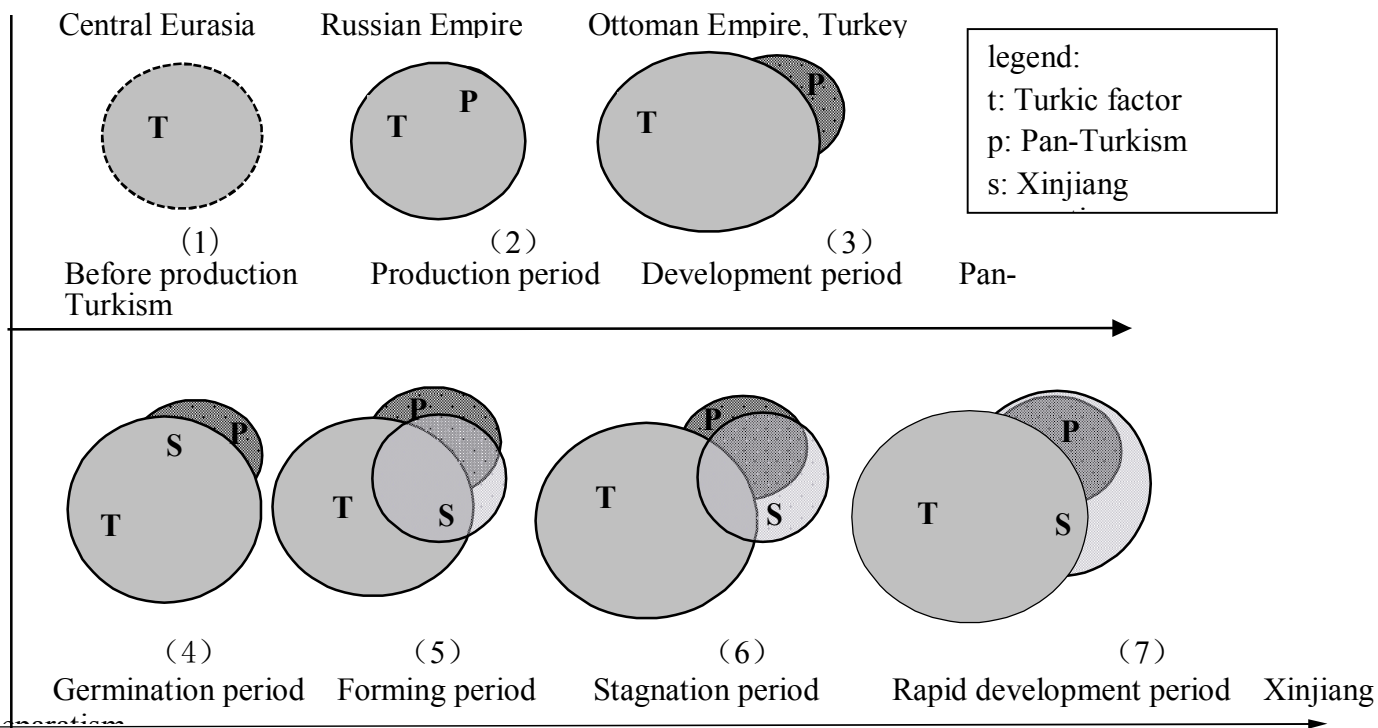 Central Eurasia Russian Empire Ottoman Empire, Turkey
legend:
t: Turkic factor
p: Pan-Turkism
s: Xinjiang
T
T P
T P
(1) (2) (3)
Before production Production period Development period Pan-
Turkism
S P T
P T S
P T S
P T S
(4) (5) (6) (7)
Germination period Forming period Stagnation period Rapid development period Xinjiang